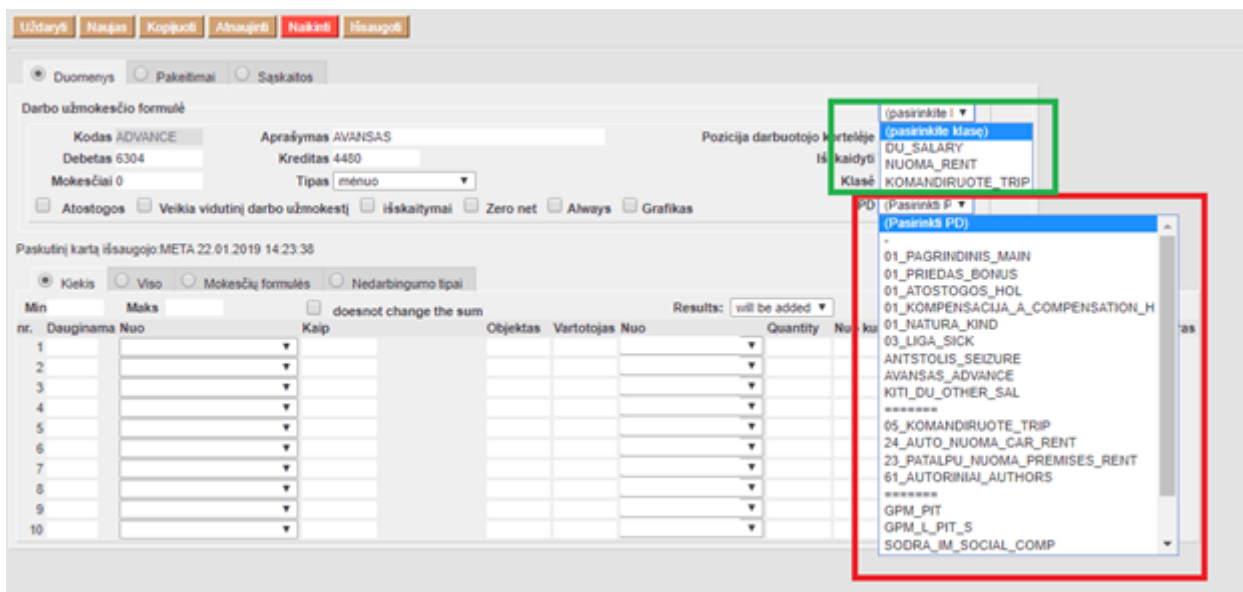 Uždaryti Naujas Kopijuoti Atnaujinti Naikinti Išsaugoti
Duomenys Pakeitimai Sąskaitos
Darbo užmokesčio formulė
(pasirinkite l
Kodas ADVANCE Aprašymas AVANSAS Pozicija darbuotojo kortelėje
(pasirinkite klasę)
Debetas 6304 Kreditas 4480
DU_SALARY
NUOMA_RENT
Mokesčiai 0 Tipas mėnuo Klasė
KOMANDIRUOTE_TRIP
Atostogos Veikia vidutinį darbo užmokestį išskaitymai Zero net Always Grafikas PD (Pasirinkti P
(Pasirinkti PD)
-
01_PAGRINDINIS_MAIN
01_PRIEDAS_BONUS
01_ATOSTOGOS_HOL
01_KOMPENSACIJA_A_COMPENSATION_H
01_NATURA_KIND
03_LIGA_SICK
ANTSTOLIS_SEIZURE
AVANSAS_ADVANCE
KITI_DU_OTHER_SAL
=======
05_KOMANDIRUOTE_TRIP
24_AUTO_NUOMA_CAR_RENT
23_PATALPU_NUOMA_PREMISES_RENT
61_AUTORINIAI_AUTHORS
=======
GPM_PIT
GPM_L_PIT_S
SODRA_IM_SOCIAL_COMP
Paskutinį kartą išsaugojo:META 22.01.2019 14:23:38
Kiekis Viso Mokesčių formulės Nedarbingumo tipai
Min Maks doesnot change the sum Results: will be added
nr. Dauginama Nuo Kaip Objektas Vartotojas Nuo Quantity
1
2
3
4
5
6
7
8
9
10